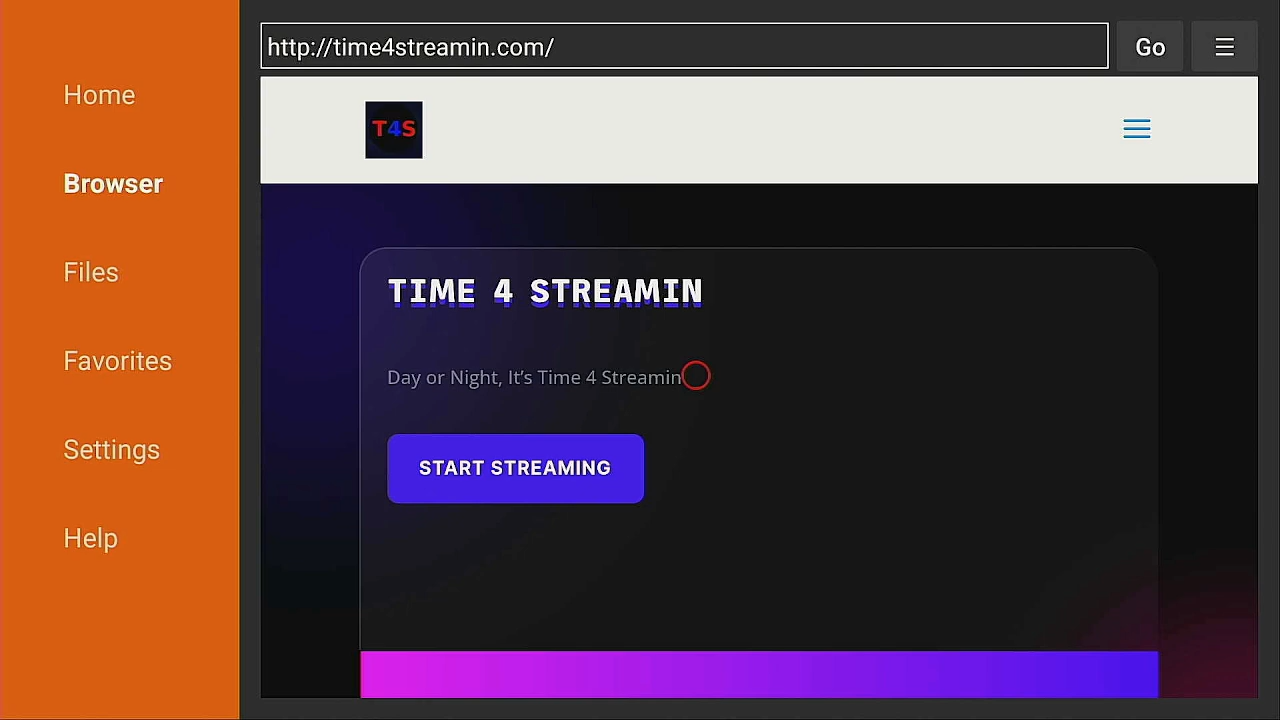 Home
Browser
Files
Favorites
Settings
Help
http://time4streamin.com/
Go
T4S
TIME 4 STREAMIN
Day or Night, It’s Time 4 Streamin
START STREAMING